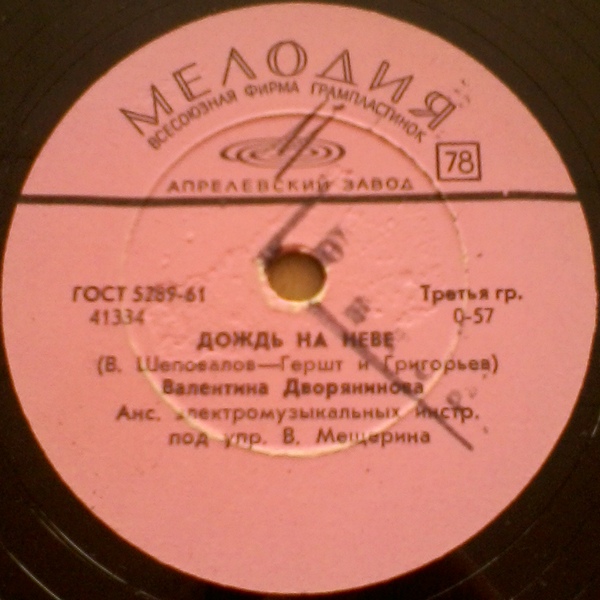 МЕЛОДИЯ
ВСЕСОЮЗНАЯ ФИРМА ГРАМПЛАСТИНОК
78
АПРЕЛЕВСКИЙ ЗАВОД
ГОСТ 5289-61
Третья гр.
41334
0-57
ДОЖДЬ НА НЕВЕ
(В. Шеповалов—Гершт и Григорьев)
Валентина Дворянинова
Анс. электромузыкальных инстр.
под упр. В. Мещерина